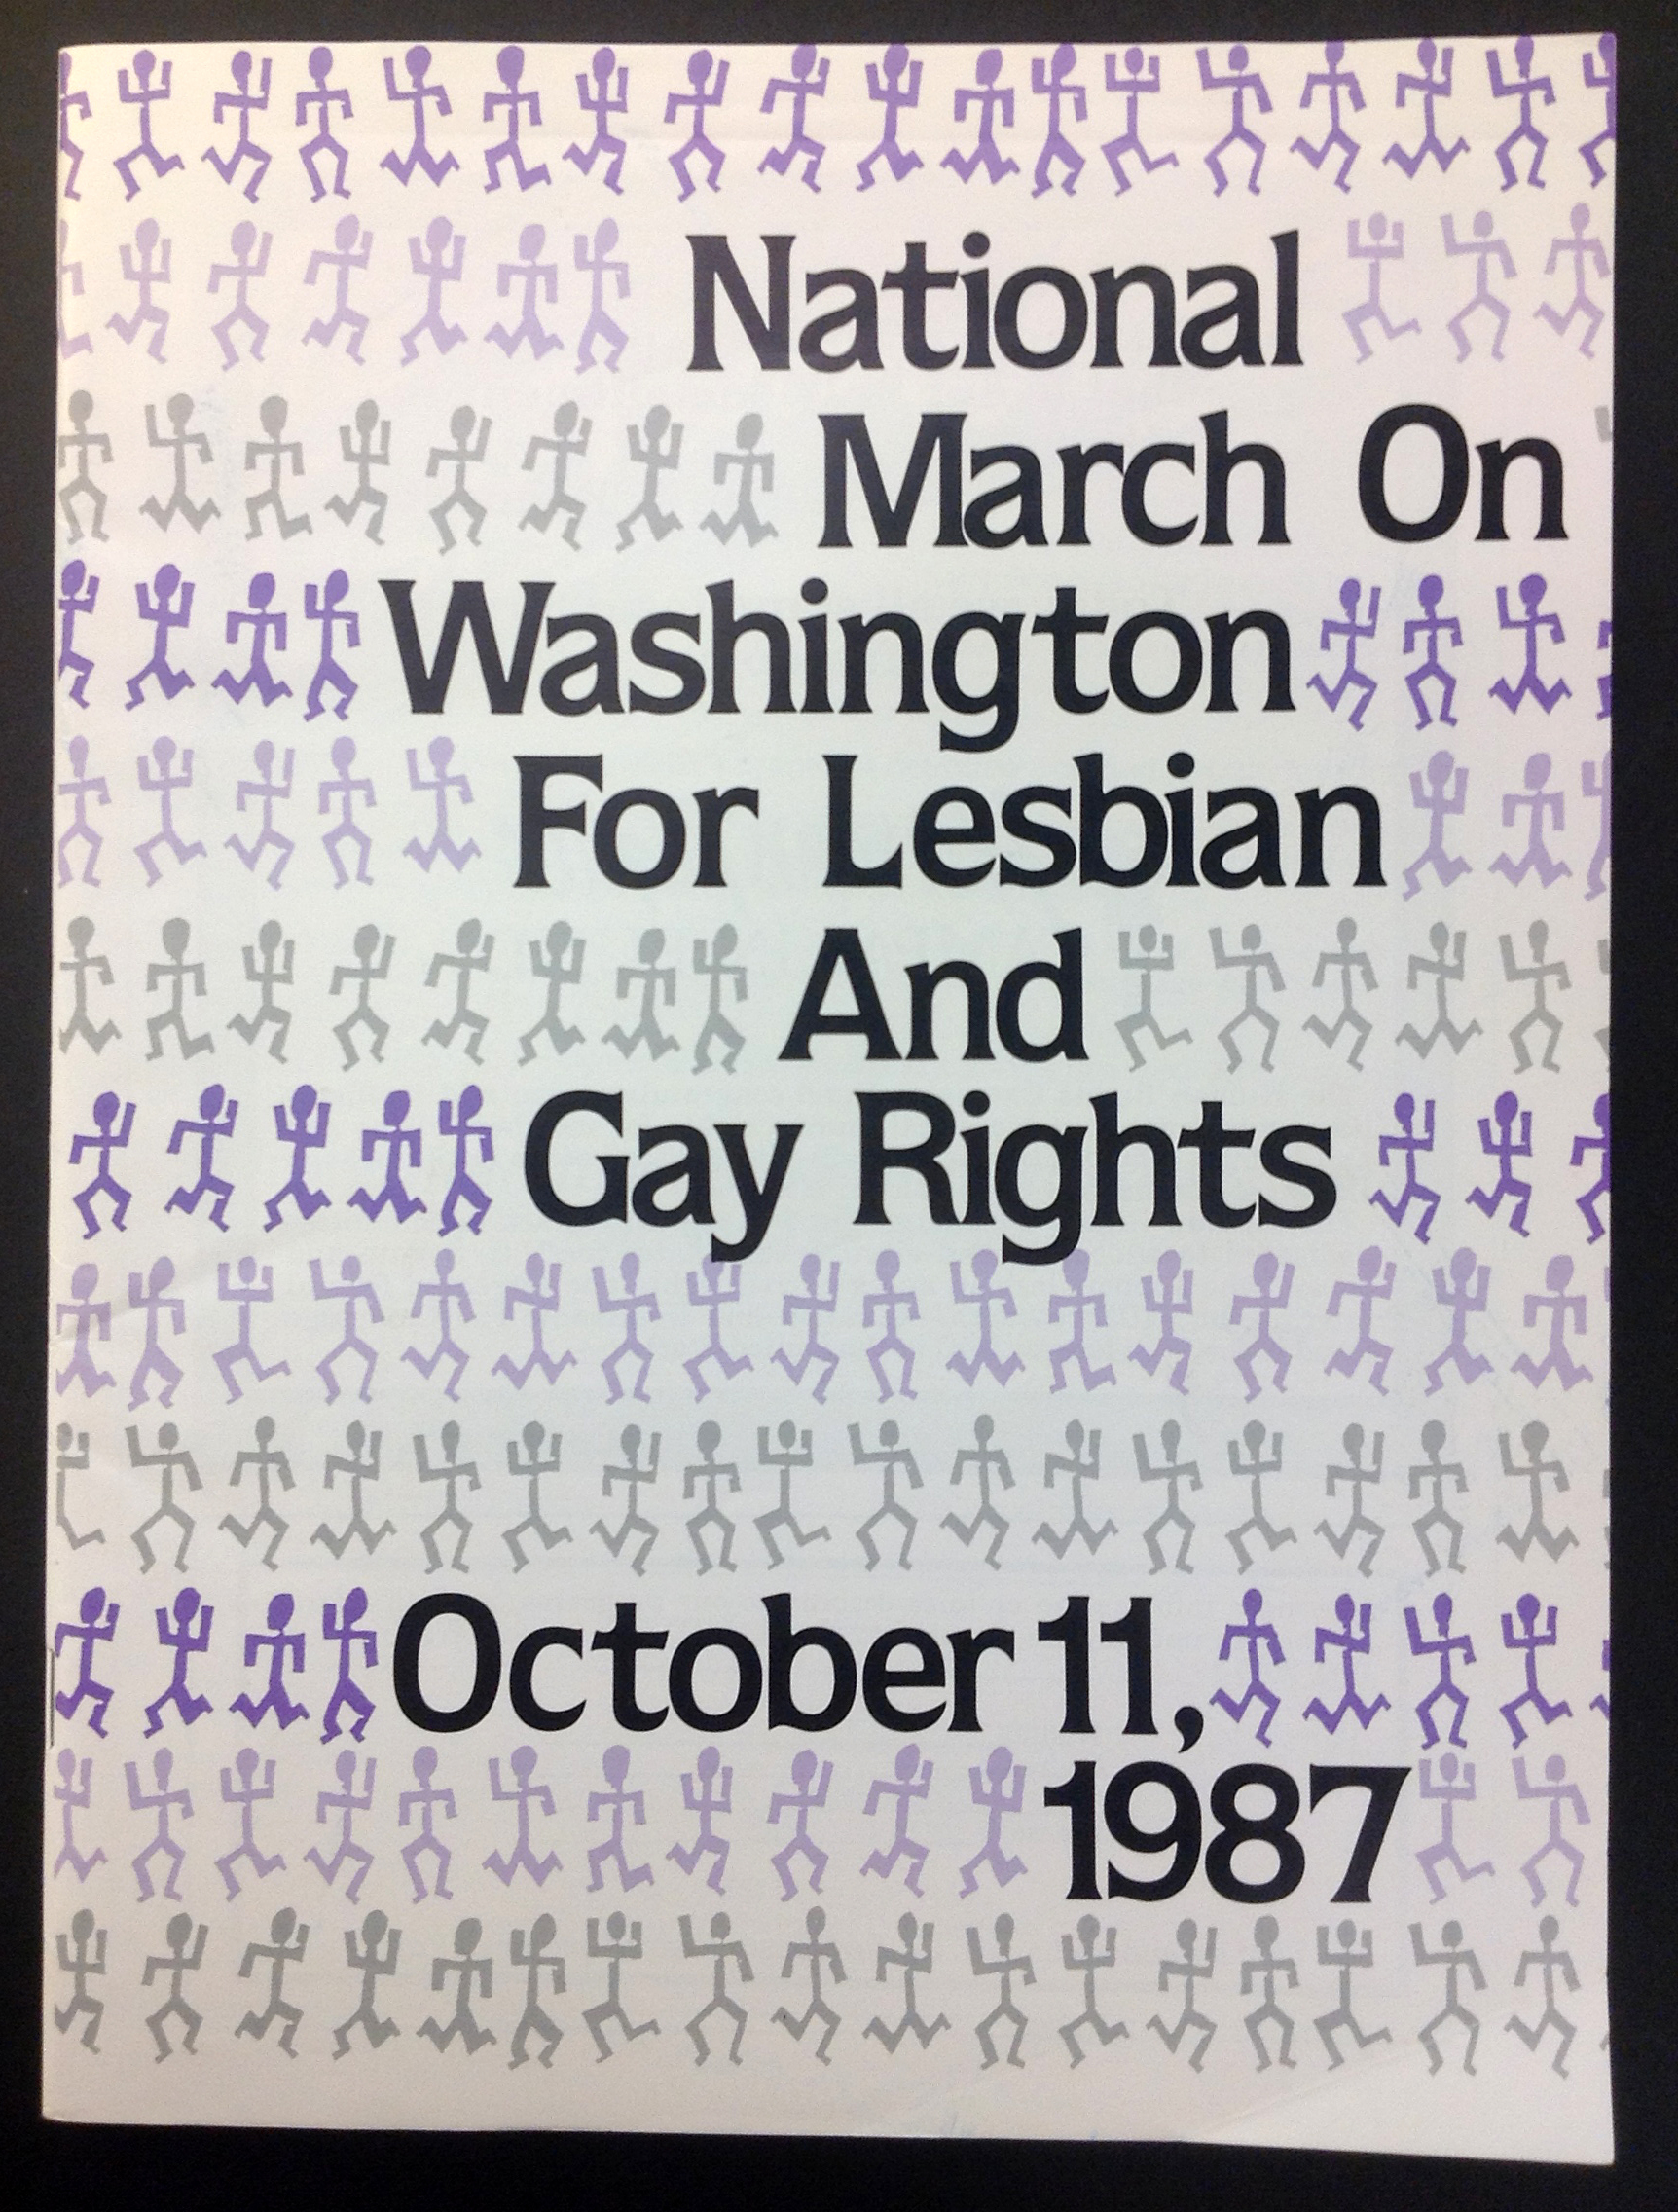 National
March On
Washington
For Lesbian
And
Gay Rights
October 11,
1987